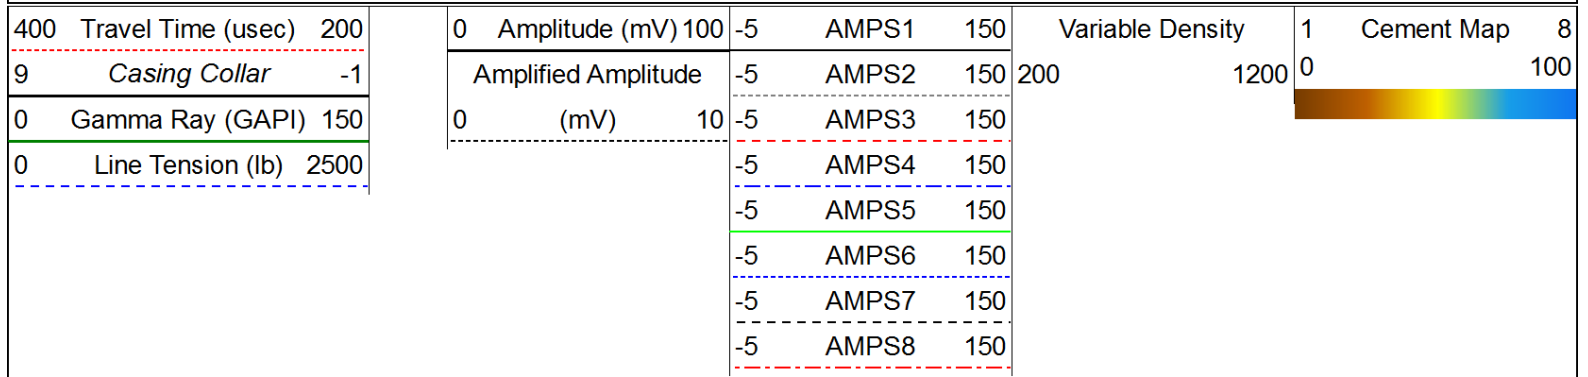 400 Travel Time (usec) 200
0 Amplitude (mV) 100
-5 AMPS1 150
Variable Density
1 Cement Map 8
9 Casing Collar -1
Amplified Amplitude
-5 AMPS2 150
200 1200
0 100
0 Gamma Ray (GAPI) 150
0 (mV) 10
-5 AMPS3 150
0 Line Tension (lb) 2500
-5 AMPS4 150
-5 AMPS5 150
-5 AMPS6 150
-5 AMPS7 150
-5 AMPS8 150